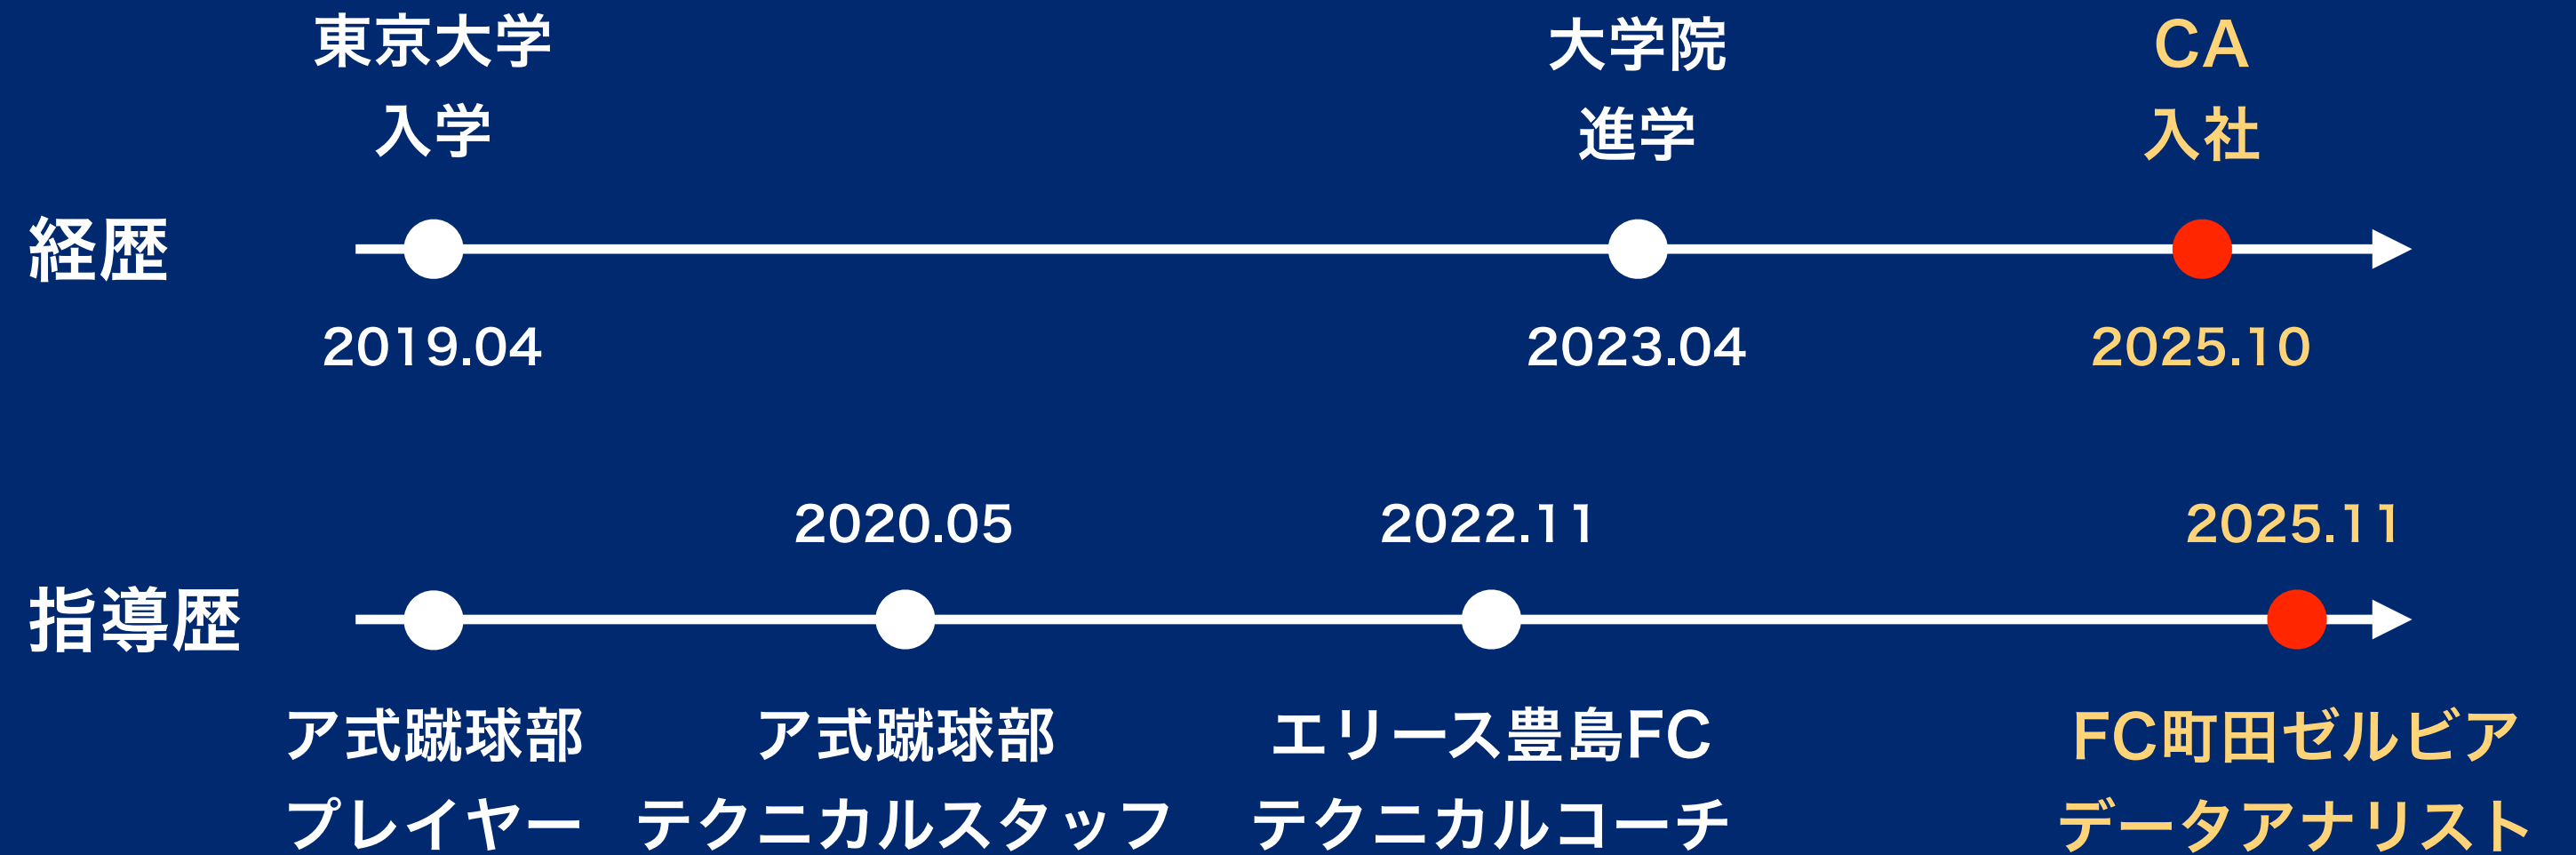 東京大学
入学
大学院
進学
CA
入社
経歴
2019.04
2023.04
2025.10
2020.05
2022.11
2025.11
指導歴
ア式蹴球部
プレイヤー
ア式蹴球部
テクニカルスタッフ
エリース豊島FC
テクニカルコーチ
FC町田ゼルビア
データアナリスト